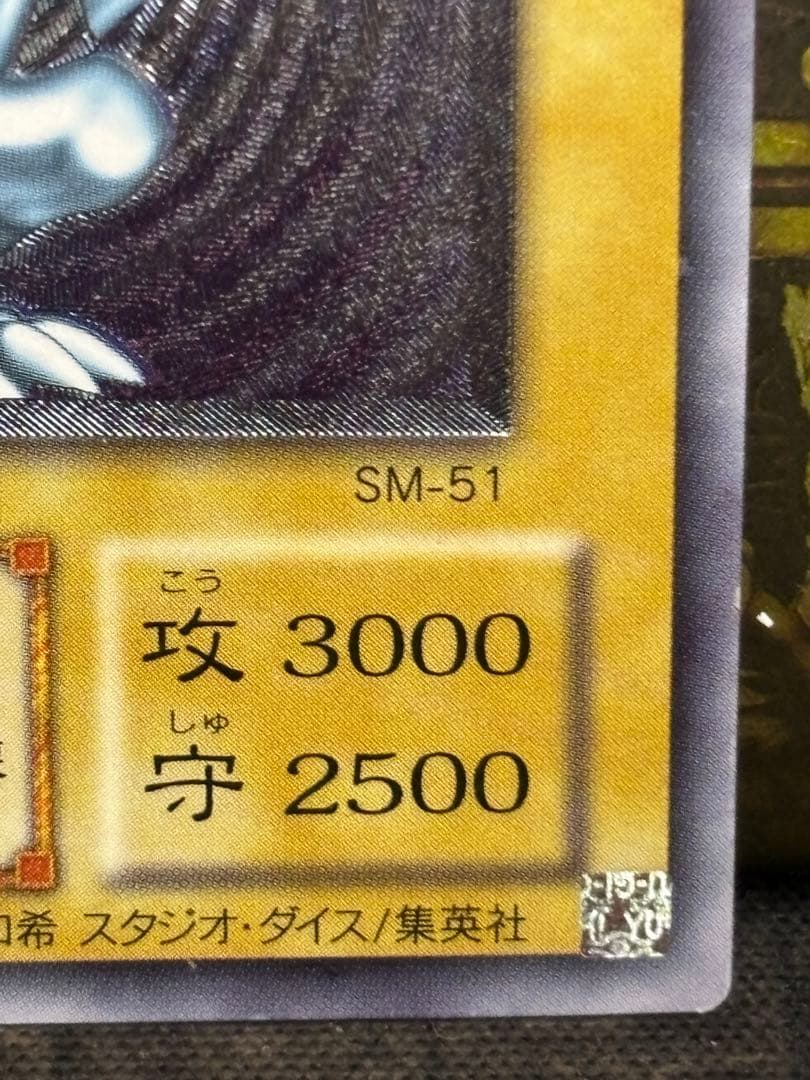 SM-51
こう
攻 3000
しゅ
守 2500
希 スタジオ・ダイス/集英社